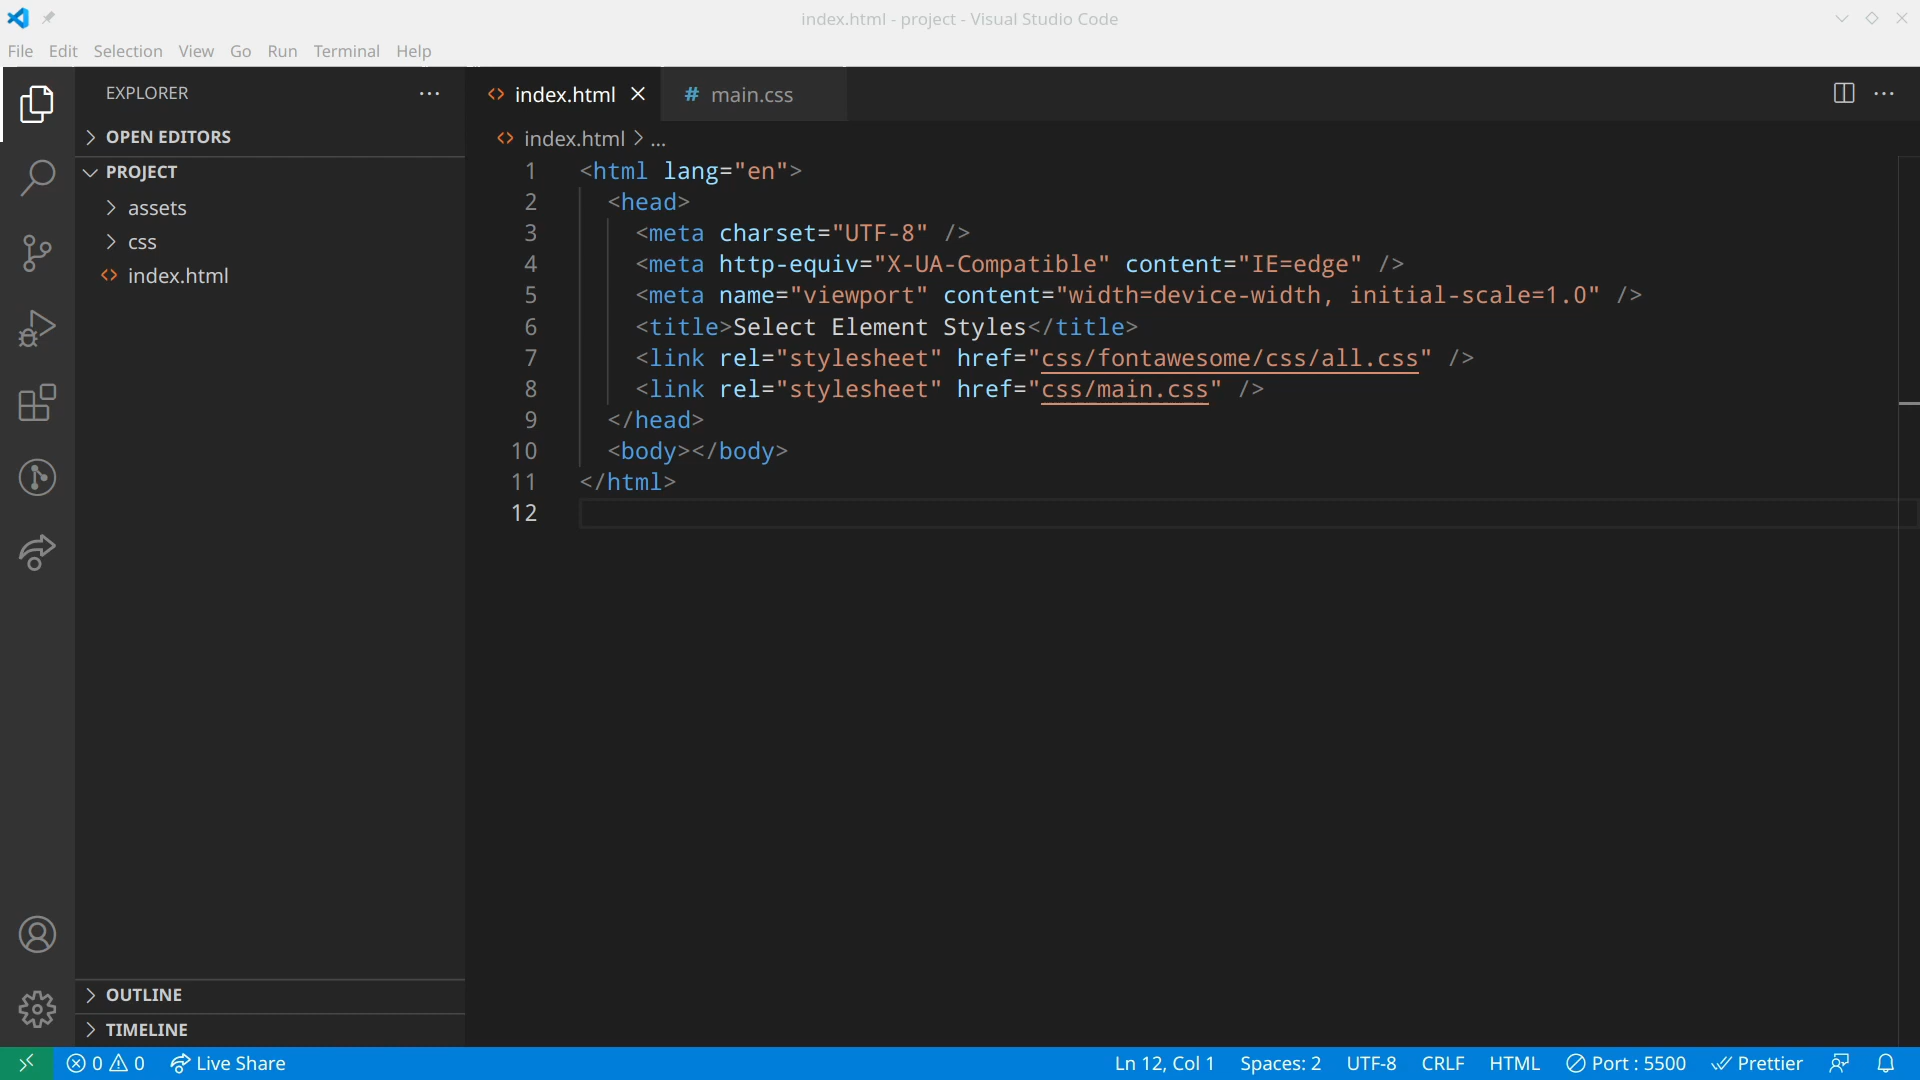 index.html - project - Visual Studio Code
File Edit Selection View Go Run Terminal Help
EXPLORER
OPEN EDITORS
PROJECT
assets
css
index.html
index.html
# main.css
index.html > ...
1 <html lang="en">
2 <head>
3 <meta charset="UTF-8" />
4 <meta http-equiv="X-UA-Compatible" content="IE=edge" />
5 <meta name="viewport" content="width=device-width, initial-scale=1.0" />
6 <title>Select Element Styles</title>
7 <link rel="stylesheet" href="css/fontawesome/css/all.css" />
8 <link rel="stylesheet" href="css/main.css" />
9 </head>
10 <body></body>
11 </html>
12
OUTLINE
TIMELINE
0 0 Live Share Ln 12, Col 1 Spaces: 2 UTF-8 CRLF HTML Port : 5500 Prettier